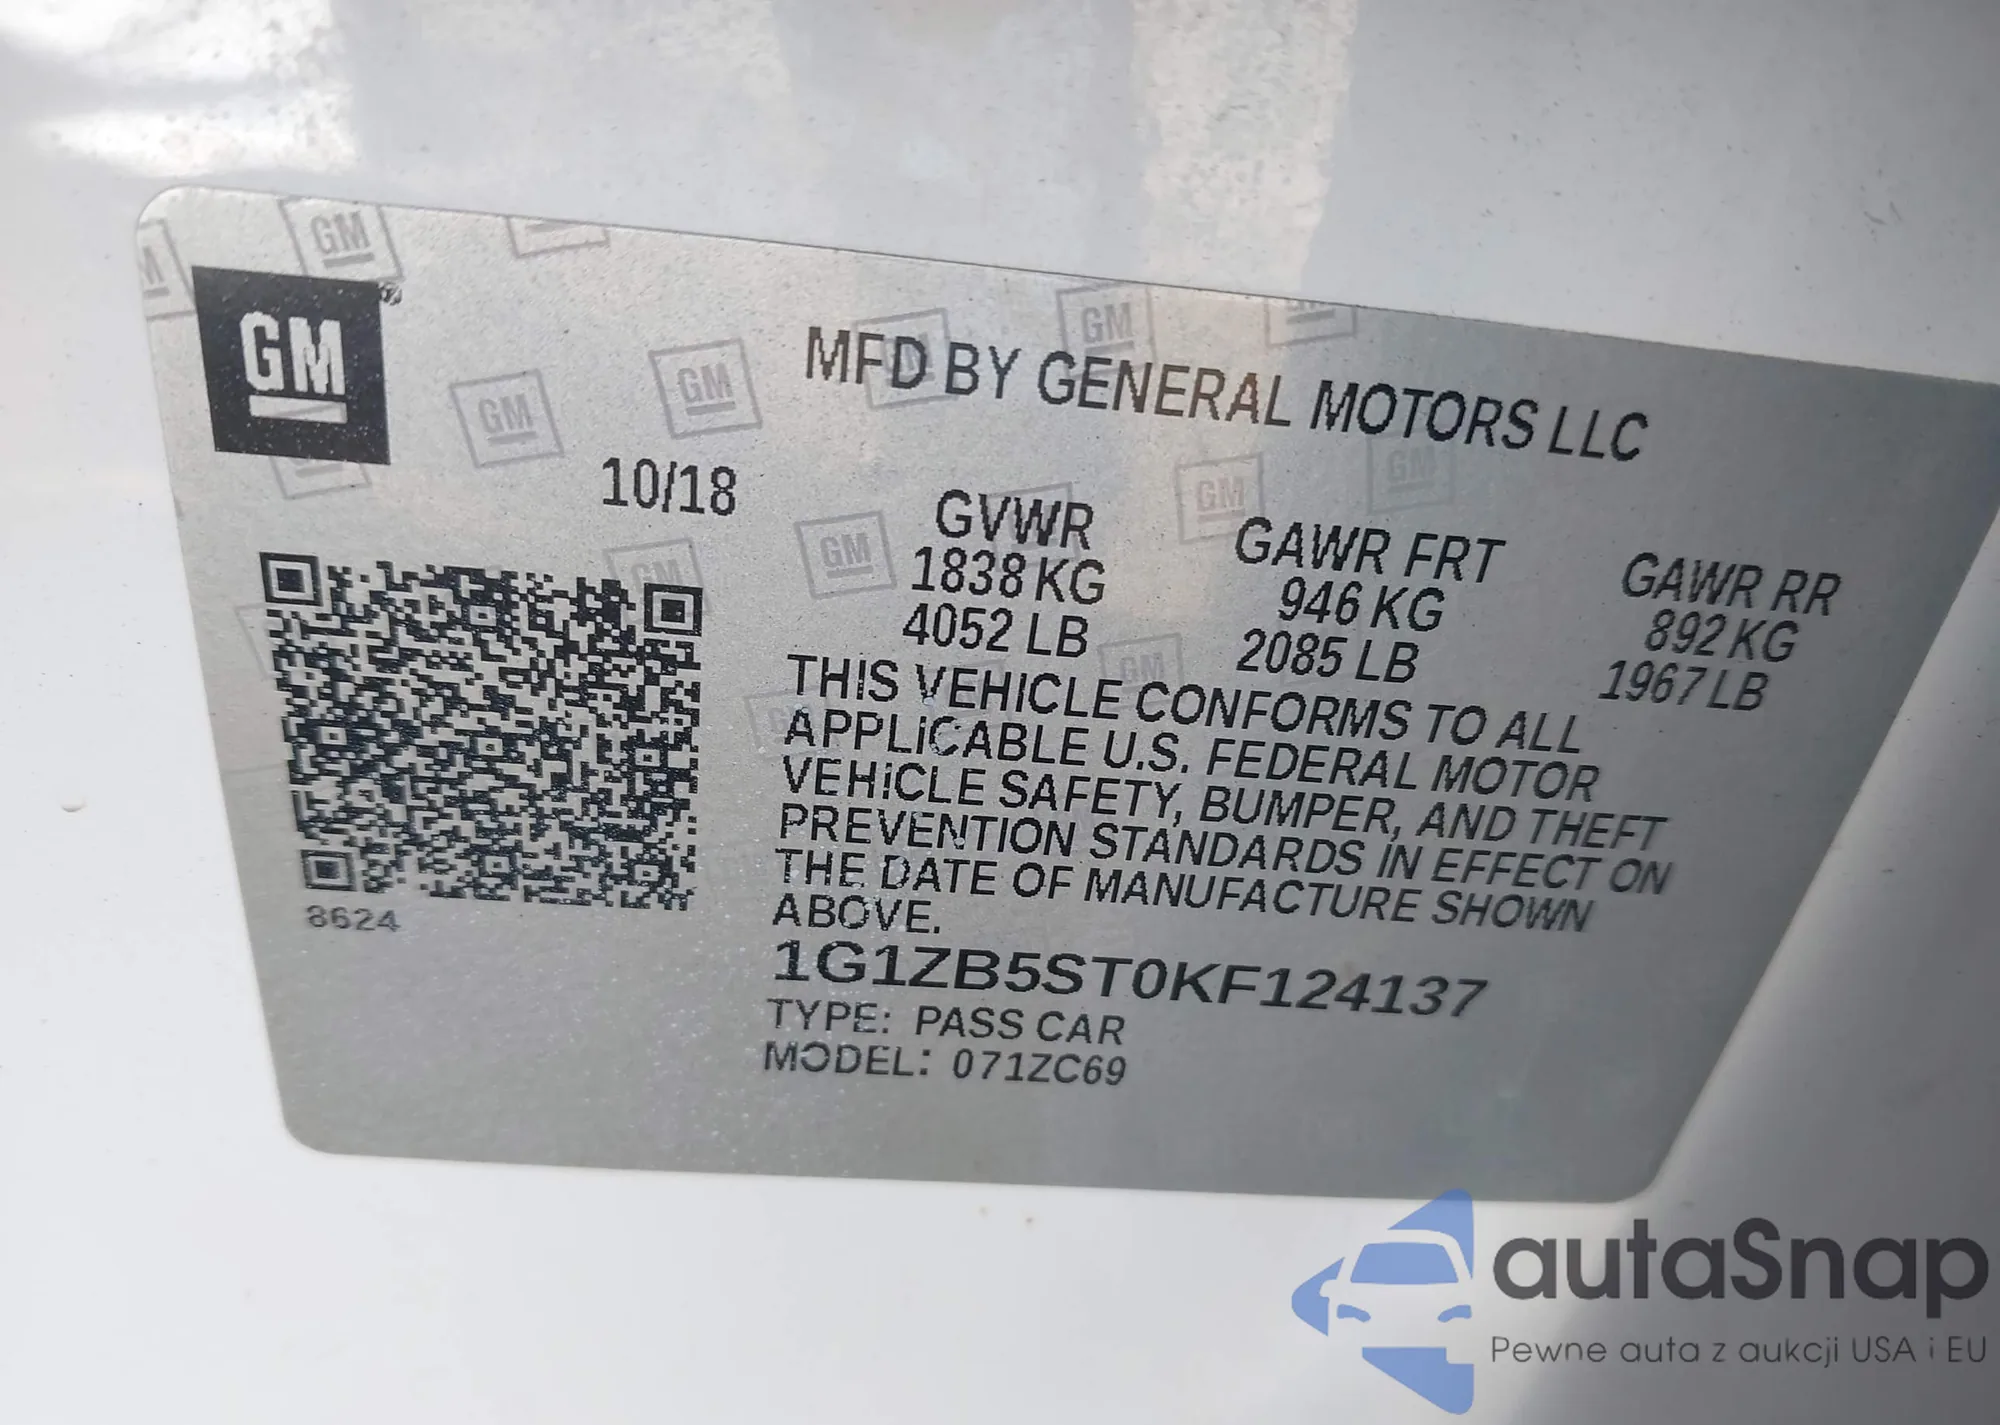 GM
MFD BY GENERAL MOTORS LLC
10/18
GVWR
1838 KG
4052 LB
GAWR FRT
946 KG
2085 LB
GAWR RR
892 KG
1967 LB
THIS VEHICLE CONFORMS TO ALL
APPLICABLE U.S. FEDERAL MOTOR
VEHICLE SAFETY, BUMPER, AND THEFT
PREVENTION STANDARDS IN EFFECT ON
THE DATE OF MANUFACTURE SHOWN
ABOVE.
8624
1G1ZB5ST0KF124137
TYPE: PASS CAR
MODEL: 071ZC69
autaSnap
Pewne auta z aukcji USA i EU